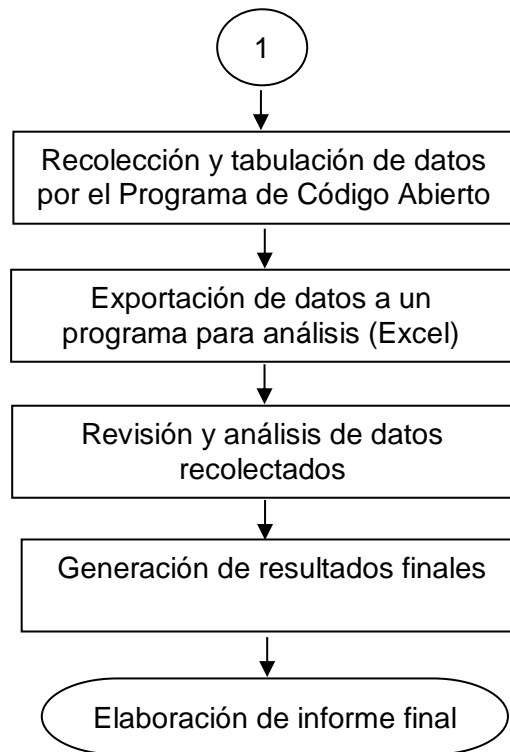 1
Recolección y tabulación de datos
por el Programa de Código Abierto
Exportación de datos a un
programa para análisis (Excel)
Revisión y análisis de datos
recolectados
Generación de resultados finales
Elaboración de informe final